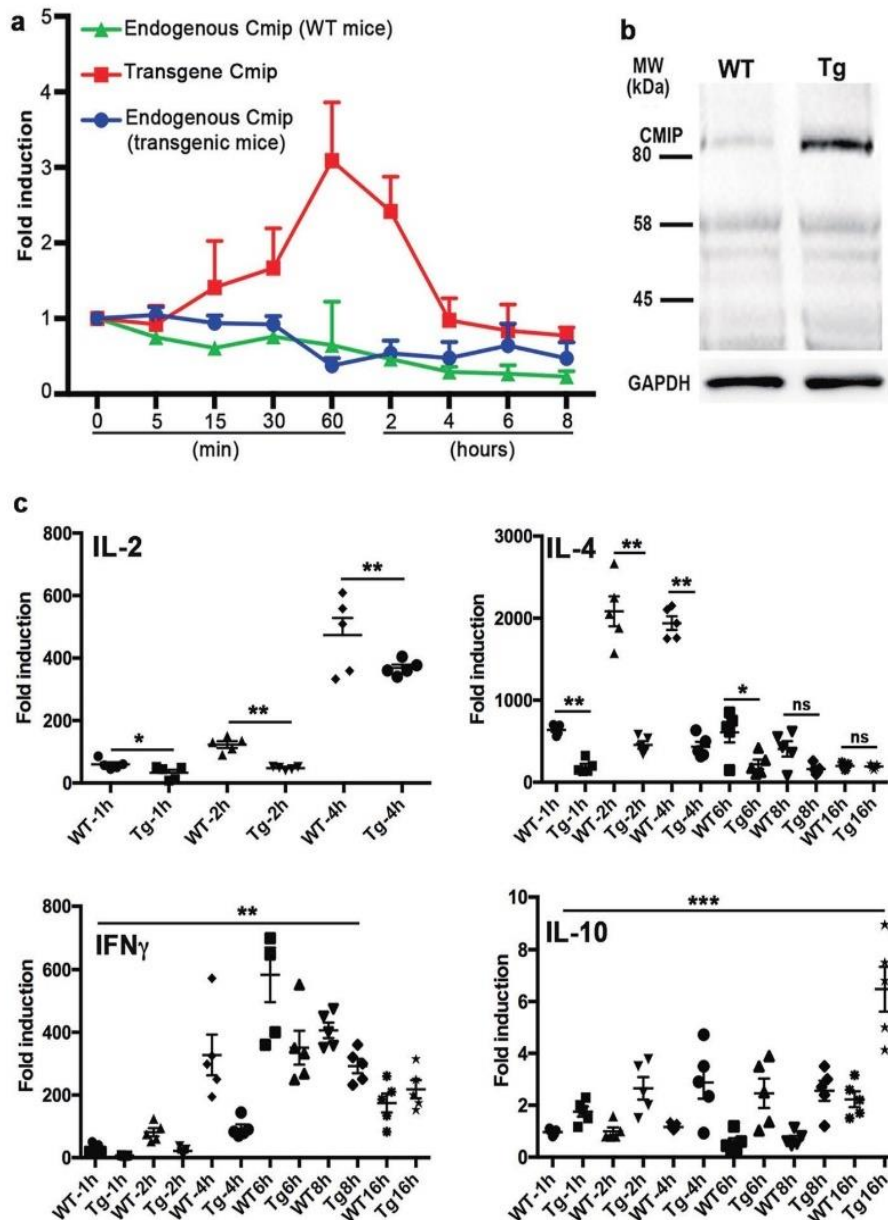 a
5
4
3
2
1
0
Fold induction
Endogenous Cmip (WT mice)
Transgene Cmip
Endogenous Cmip
(transgenic mice)
0 5 15 30 60 2 4 6 8
(min) (hours)
b
MW
(kDa)
WT Tg
CMIP
80
58
45
GAPDH
c
IL-2
800
600
400
200
0
Fold induction
* ** **
WT-1h Tg-1h WT-2h Tg-2h WT-4h Tg-4h
IL-4
3000
2000
1000
0
Fold induction
** ** ** * ns ns
WT-1h Tg-1h WT-2h Tg-2h WT-4h Tg-4h WT6h Tg6h WT8h Tg8h WT16h Tg16h
IFNγ
800
600
400
200
0
Fold induction
**
WT-1h Tg-1h WT-2h Tg-2h WT-4h Tg-4h WT6h Tg6h WT8h Tg8h WT16h Tg16h
IL-10
10
8
6
4
2
0
Fold induction
***
WT-1h Tg-1h WT-2h Tg-2h WT-4h Tg-4h WT6h Tg6h WT8h Tg8h WT16h Tg16h